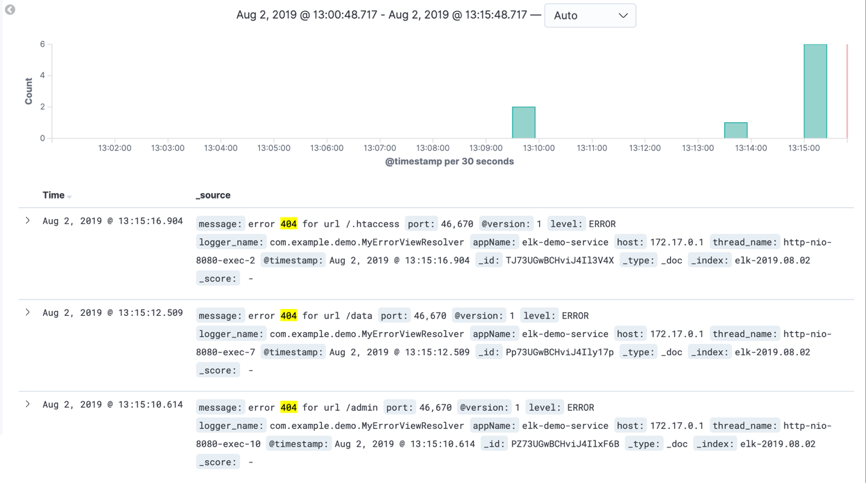 Aug 2, 2019 @ 13:00:48.717 - Aug 2, 2019 @ 13:15:48.717 — Auto
6
4
2
0
Count
13:02:00 13:03:00 13:04:00 13:05:00 13:06:00 13:07:00 13:08:00 13:09:00 13:10:00 13:11:00 13:12:00 13:13:00 13:14:00 13:15:00
@timestamp per 30 seconds
Time _source
Aug 2, 2019 @ 13:15:16.904 message: error 404 for url /.htaccess port: 46,670 @version: 1 level: ERROR
logger_name: com.example.demo.MyErrorViewResolver appName: elk-demo-service host: 172.17.0.1 thread_name: http-nio-
8080-exec-2 @timestamp: Aug 2, 2019 @ 13:15:16.904 _id: TJ73UGwBCHviJ4Il3V4X _type: _doc _index: elk-2019.08.02
_score: -
Aug 2, 2019 @ 13:15:12.509 message: error 404 for url /data port: 46,670 @version: 1 level: ERROR
logger_name: com.example.demo.MyErrorViewResolver appName: elk-demo-service host: 172.17.0.1 thread_name: http-nio-
8080-exec-7 @timestamp: Aug 2, 2019 @ 13:15:12.509 _id: Pp73UGwBCHviJ4Ily17p _type: _doc _index: elk-2019.08.02
_score: -
Aug 2, 2019 @ 13:15:10.614 message: error 404 for url /admin port: 46,670 @version: 1 level: ERROR
logger_name: com.example.demo.MyErrorViewResolver appName: elk-demo-service host: 172.17.0.1 thread_name: http-nio-
8080-exec-10 @timestamp: Aug 2, 2019 @ 13:15:10.614 _id: PZ73UGwBCHviJ4IlxF6B _type: _doc _index: elk-2019.08.02
_score: -